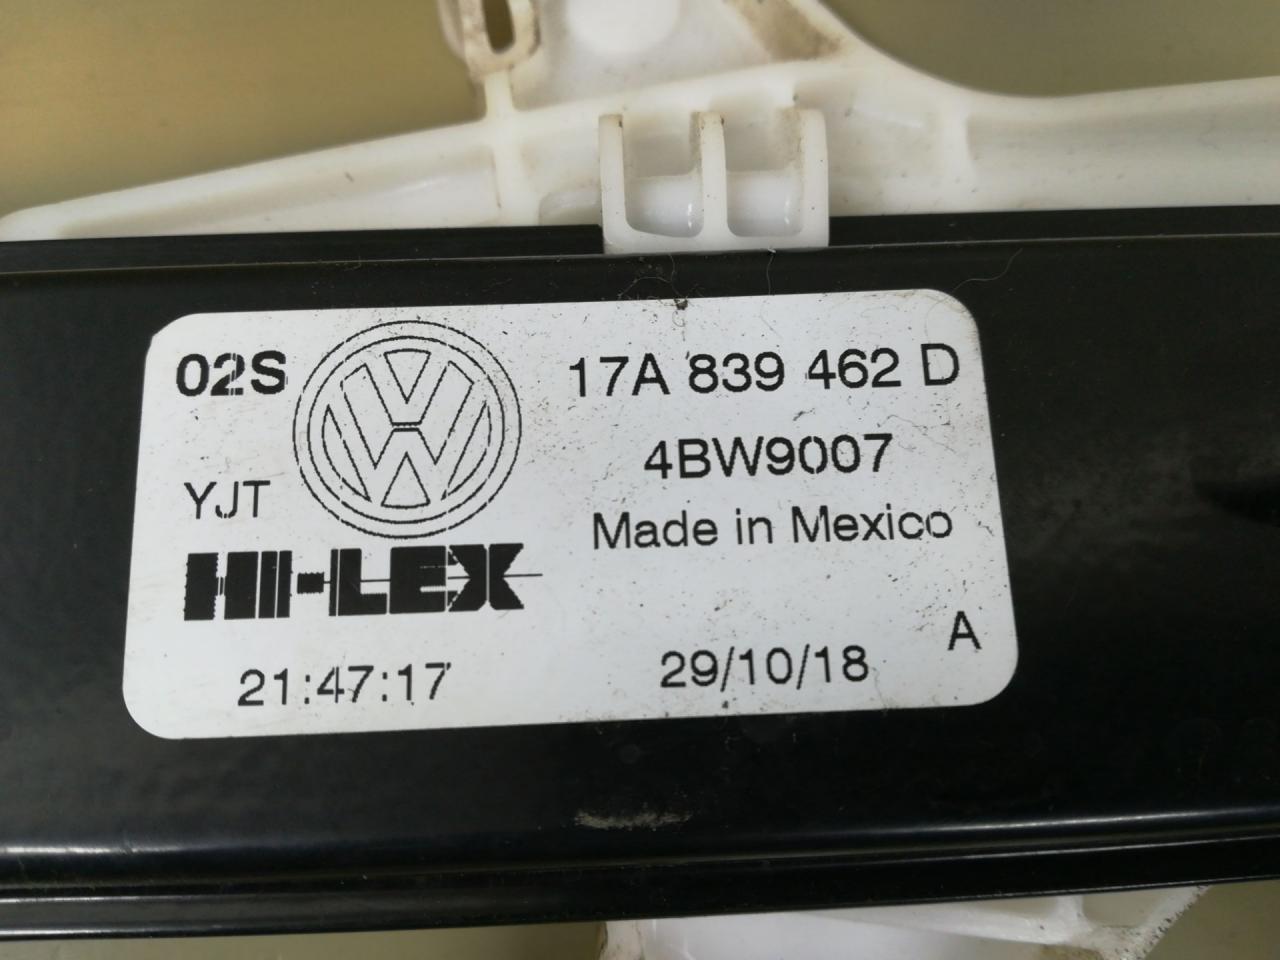 02S
17A 839 462 D
4BW9007
YJT
Made in Mexico
HI-LEX
A
21:47:17
29/10/18